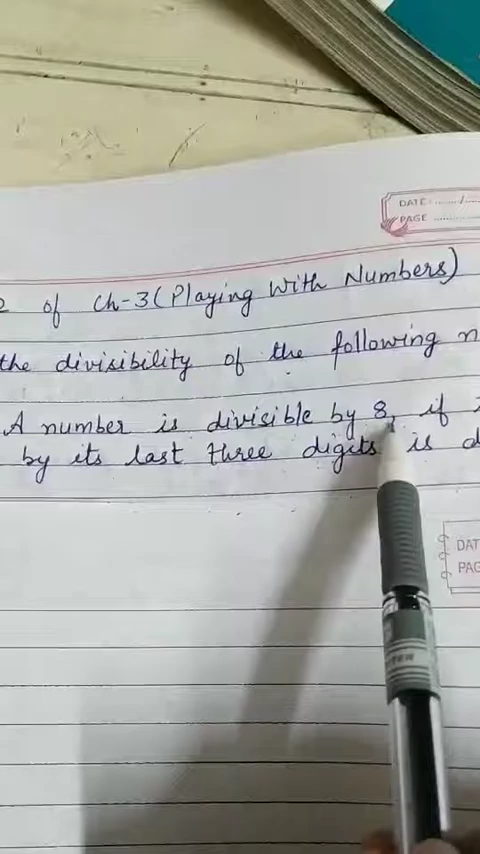 DATE: ......./....
PAGE ............
of Ch-3 (Playing With Numbers)
the divisibility of the following
A number is divisible by 8, if
by its last three digits is
DAT
PAG